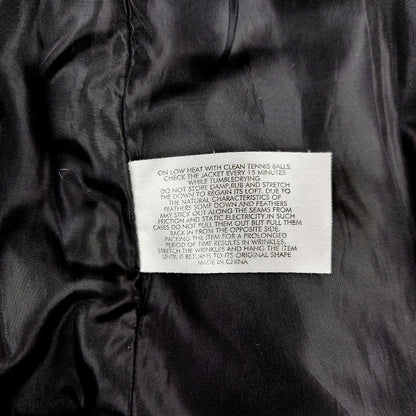 ON LOW HEAT WITH CLEAN TENNIS BALLS.
CHECK THE JACKET EVERY 15 MINUTES
WHILE TUMBLEDRYING
DO NOT STORE DAMP,RUB AND STRETCH
THE DOWN TO REGAIN ITS LOFT. DUE TO
THE NATURAL CHARACTERISTICS OF
FEATHERS SOME DOWN AND FEATHERS
MAY STICK OUT ALONG THE SEAMS FROM
FRICTION AND STATIC ELECTRICITY IN SUCH
CASES DO NOT PULL THEM OUT BUT PULL THEM
BACK IN FROM THE OPPOSITE SIDE.
PACKING THE ITEM FOR A PROLONGED
PERIOD OF TIME RESULTS IN WRINKLES,
STRETCH THE WRINKLES AND HANG THE ITEM
UNTIL IT RETURNS TO ITS ORIGINAL SHAPE
MADE IN CHINA